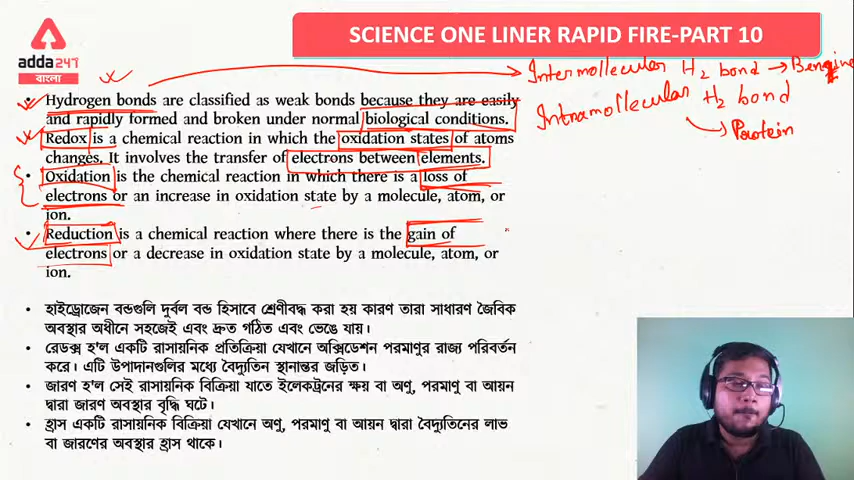 adda247
বাংলা
SCIENCE ONE LINER RAPID FIRE-PART 10
Intermollecular H2 bond → 
Intramollecular H2 bond
→ Protein
• Hydrogen bonds are classified as weak bonds because they are easily
and rapidly formed and broken under normal biological conditions.
• Redox is a chemical reaction in which the oxidation states of atoms
changes. It involves the transfer of electrons between elements.
• Oxidation is the chemical reaction in which there is a loss of
electrons or an increase in oxidation state by a molecule, atom, or
ion.
• Reduction is a chemical reaction where there is the gain of
electrons or a decrease in oxidation state by a molecule, atom, or
ion.
• হাইড্রোজেন বন্ডগুলি দুর্বল বন্ড হিসাবে শ্রেণীবদ্ধ করা হয় কারণ তারা সাধারণ জৈবিক
অবস্থার অধীনে সহজেই এবং দ্রুত গঠিত এবং ভেঙে যায়।
• রেডক্স হ'ল একটি রাসায়নিক প্রতিক্রিয়া যেখানে অক্সিডেশন পরমাণুর রাজ্য পরিবর্তন
করে। এটি উপাদানগুলির মধ্যে বৈদ্যুতিন স্থানান্তর জড়িত।
• জারণ হ'ল সেই রাসায়নিক বিক্রিয়া যাতে ইলেকট্রনের ক্ষয় বা অণু, পরমাণু বা আয়ন
দ্বারা জারণ অবস্থার বৃদ্ধি ঘটে।
• হ্রাস একটি রাসায়নিক বিক্রিয়া যেখানে অণু, পরমাণু বা আয়ন দ্বারা বৈদ্যুতিনের লাভ
বা জারণের অবস্থার হ্রাস থাকে।